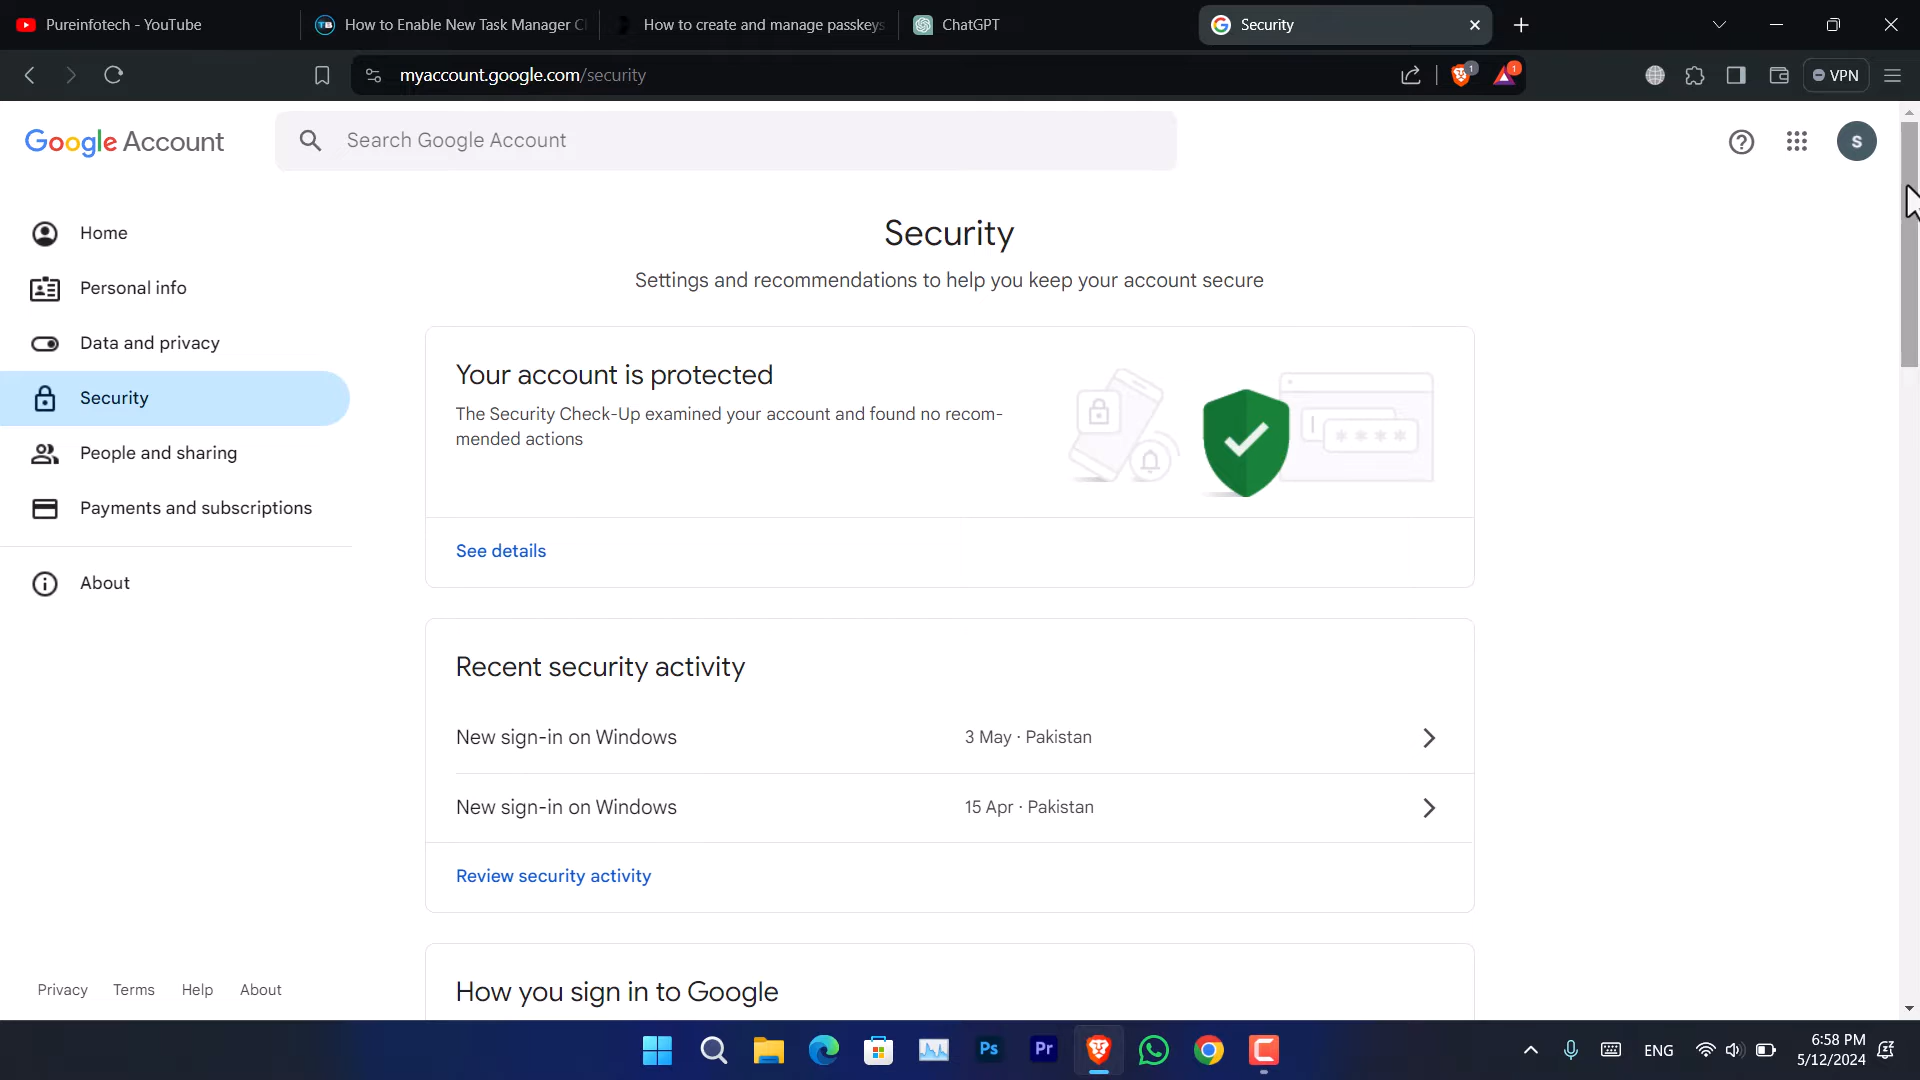 Pureinfotech - YouTube
How to Enable New Task Manager C
How to create and manage passkeys
ChatGPT
Security
myaccount.google.com/security
1
1
VPN
Google Account
Search Google Account
S
Home
Personal info
Data and privacy
Security
People and sharing
Payments and subscriptions
About
Security
Settings and recommendations to help you keep your account secure
Your account is protected
The Security Check-Up examined your account and found no recom-
mended actions
* * * *
See details
Recent security activity
New sign-in on Windows
3 May · Pakistan
New sign-in on Windows
15 Apr · Pakistan
Review security activity
How you sign in to Google
Privacy
Terms
Help
About
Ps
Pr
ENG
6:58 PM
5/12/2024